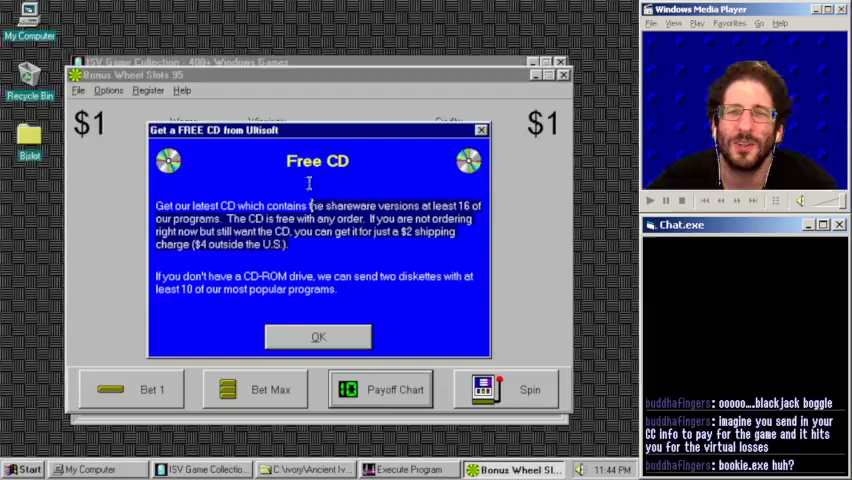 My Computer
Recycle Bin
Bjslot
ISV Game Collection - 400+ Windows Games
Bonus Wheel Slots 95
File Options Register Help
$1
$1
Get a FREE CD from Ultisoft
Free CD
Get our latest CD which contains the shareware versions at least 16 of
our programs. The CD is free with any order. If you are not ordering
right now but still want the CD, you can get it for just a $2 shipping
charge ($4 outside the U.S.).
If you don't have a CD-ROM drive, we can send two diskettes with at
least 10 of our most popular programs.
OK
Bet 1
Bet Max
10
Payoff Chart
Spin
Windows Media Player
File View Play Favorites Go Help
Chat.exe
buddhafingers: ooooo....blackjack boggle
buddhafingers: imagine you send in your
CC info to pay for the game and it hits
you for the virtual losses
buddhafingers: bookie.exe huh?
Start
My Computer
ISV Game Collectio...
C:\ivory\Ancient Iv...
Execute Program
Bonus Wheel Sl...
11:44 PM